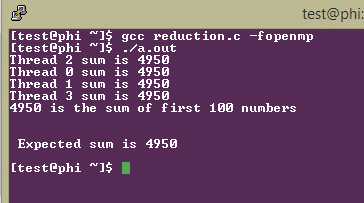 test@phi:
[test@phi ~]$ gcc reduction.c -fopenmp
[test@phi ~]$ ./a.out
Thread 2 sum is 4950
Thread 0 sum is 4950
Thread 1 sum is 4950
Thread 3 sum is 4950
4950 is the sum of first 100 numbers
Expected sum is 4950
[test@phi ~]$